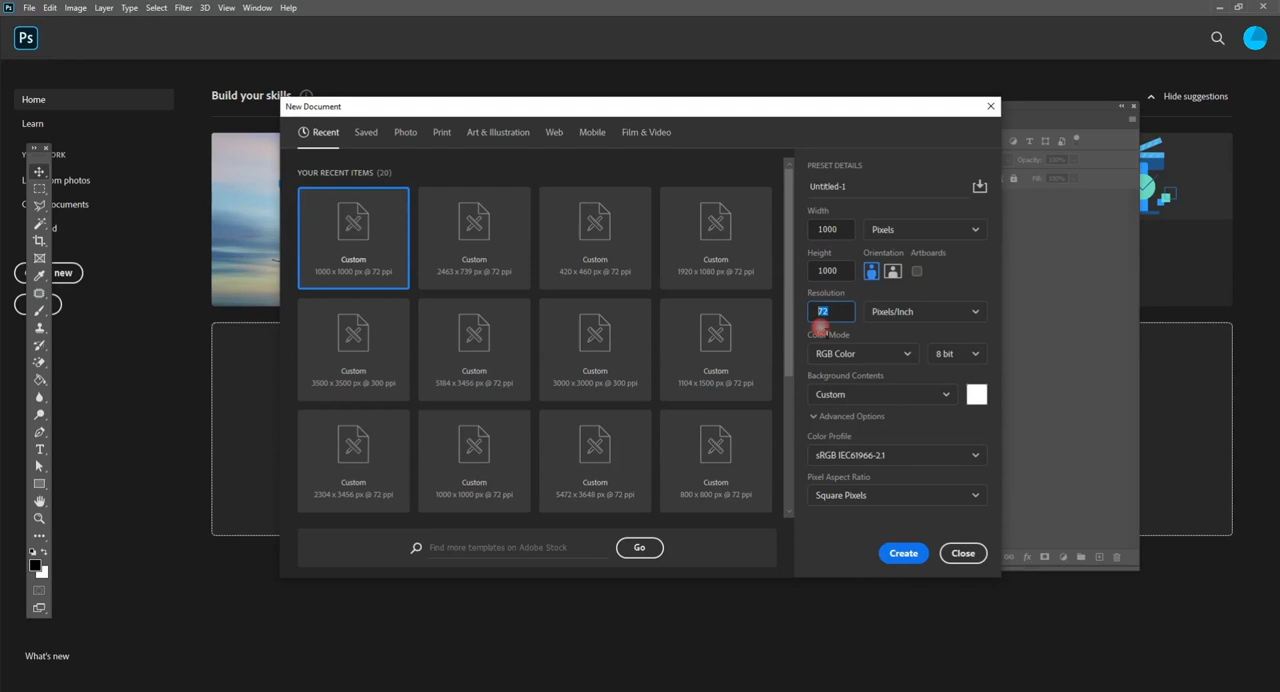 Ps File Edit Image Layer Type Select Filter 3D View Window Help
Ps
Home
Learn
Build your skills
Hide suggestions
New Document
Recent Saved Photo Print Art & Illustration Web Mobile Film & Video
YOUR RECENT ITEMS (20)
Custom
1000 x 1000 px @ 72 ppi
Custom
2463 x 739 px @ 72 ppi
Custom
420 x 460 px @ 72 ppi
Custom
1920 x 1080 px @ 72 ppi
Custom
3500 x 3500 px @ 300 ppi
Custom
5184 x 3456 px @ 72 ppi
Custom
3000 x 3000 px @ 300 ppi
Custom
1104 x 1500 px @ 72 ppi
Custom
2304 x 3456 px @ 72 ppi
Custom
1000 x 1000 px @ 72 ppi
Custom
5472 x 3648 px @ 72 ppi
Custom
800 x 800 px @ 72 ppi
Find more templates on Adobe Stock
Go
PRESET DETAILS
Untitled-1
Width
1000 Pixels
Height Orientation Artboards
1000
Resolution
72 Pixels/Inch
Color Mode
RGB Color 8 bit
Background Contents
Custom
Advanced Options
Color Profile
sRGB IEC61966-2.1
Pixel Aspect Ratio
Square Pixels
Create Close
Opacity: 100%
Fill: 100%
photos
new
What's new